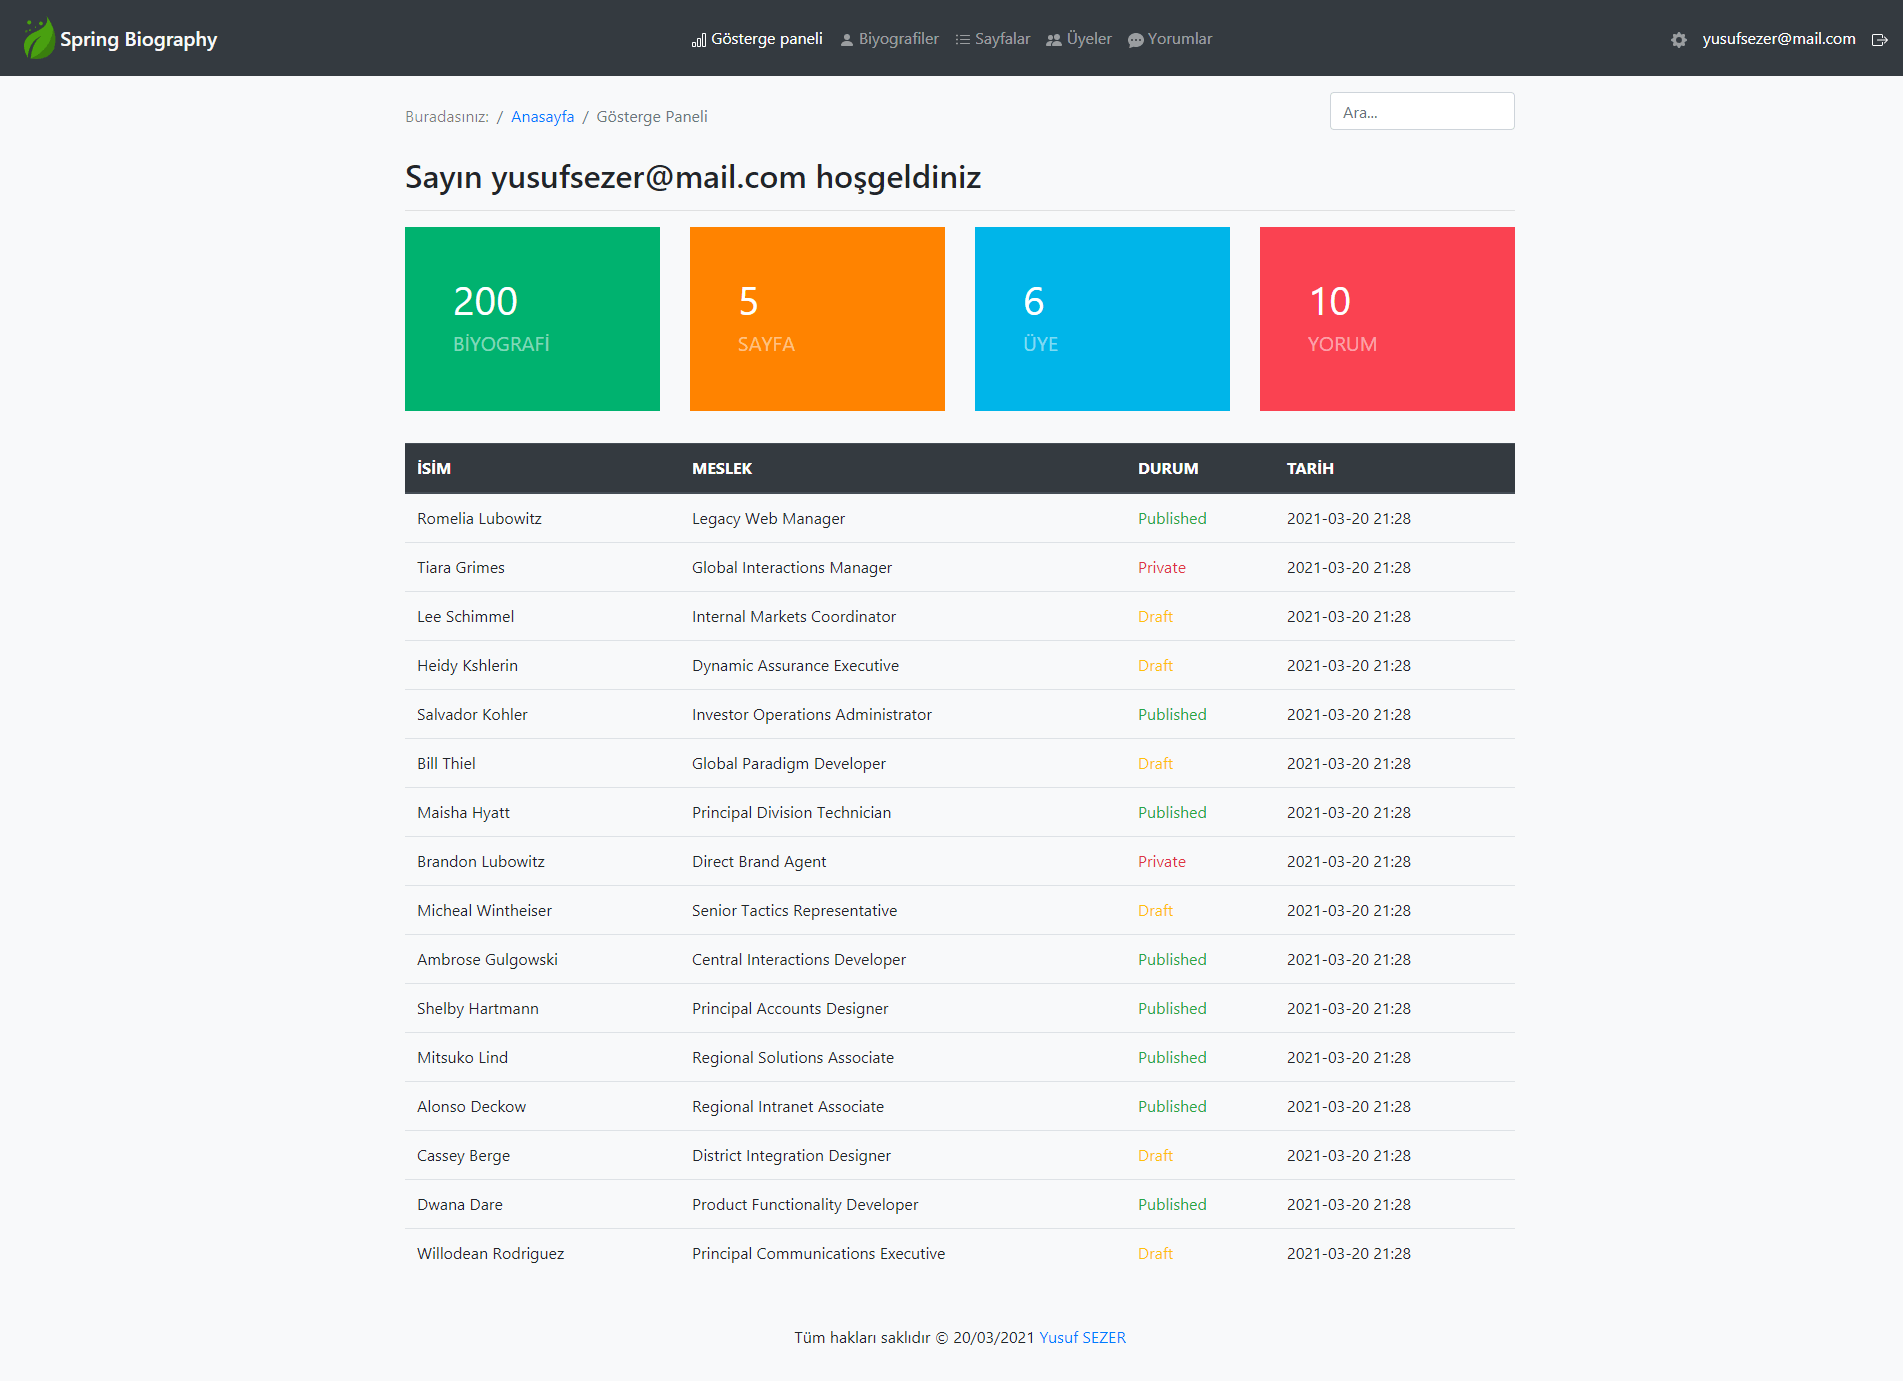 Spring Biography Gösterge paneli Biyografiler Sayfalar Üyeler Yorumlar yusufsezer@mail.com
Buradasınız: / Anasayfa / Gösterge Paneli Ara...
Sayın yusufsezer@mail.com hoşgeldiniz
200 5 6 10
BİYOGRAFİ SAYFA ÜYE YORUM
İSİM MESLEK DURUM TARİH
Romelia Lubowitz Legacy Web Manager Published 2021-03-20 21:28
Tiara Grimes Global Interactions Manager Private 2021-03-20 21:28
Lee Schimmel Internal Markets Coordinator Draft 2021-03-20 21:28
Heidy Kshlerin Dynamic Assurance Executive Draft 2021-03-20 21:28
Salvador Kohler Investor Operations Administrator Published 2021-03-20 21:28
Bill Thiel Global Paradigm Developer Draft 2021-03-20 21:28
Maisha Hyatt Principal Division Technician Published 2021-03-20 21:28
Brandon Lubowitz Direct Brand Agent Private 2021-03-20 21:28
Micheal Wintheiser Senior Tactics Representative Draft 2021-03-20 21:28
Ambrose Gulgowski Central Interactions Developer Published 2021-03-20 21:28
Shelby Hartmann Principal Accounts Designer Published 2021-03-20 21:28
Mitsuko Lind Regional Solutions Associate Published 2021-03-20 21:28
Alonso Deckow Regional Intranet Associate Published 2021-03-20 21:28
Cassey Berge District Integration Designer Draft 2021-03-20 21:28
Dwana Dare Product Functionality Developer Published 2021-03-20 21:28
Willodean Rodriguez Principal Communications Executive Draft 2021-03-20 21:28
Tüm hakları saklıdır © 20/03/2021 Yusuf SEZER